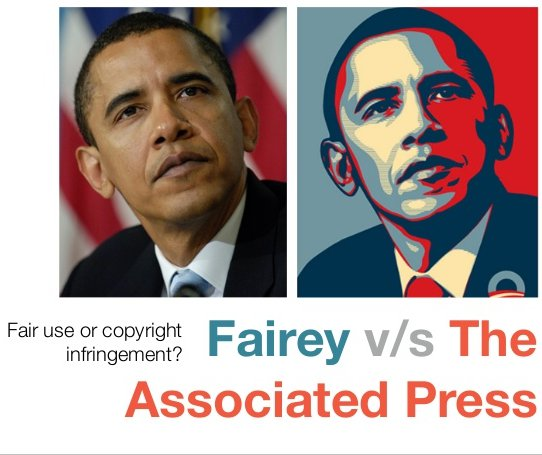 Fair use or copyright
infringement?
Fairey v/s The
Associated Press